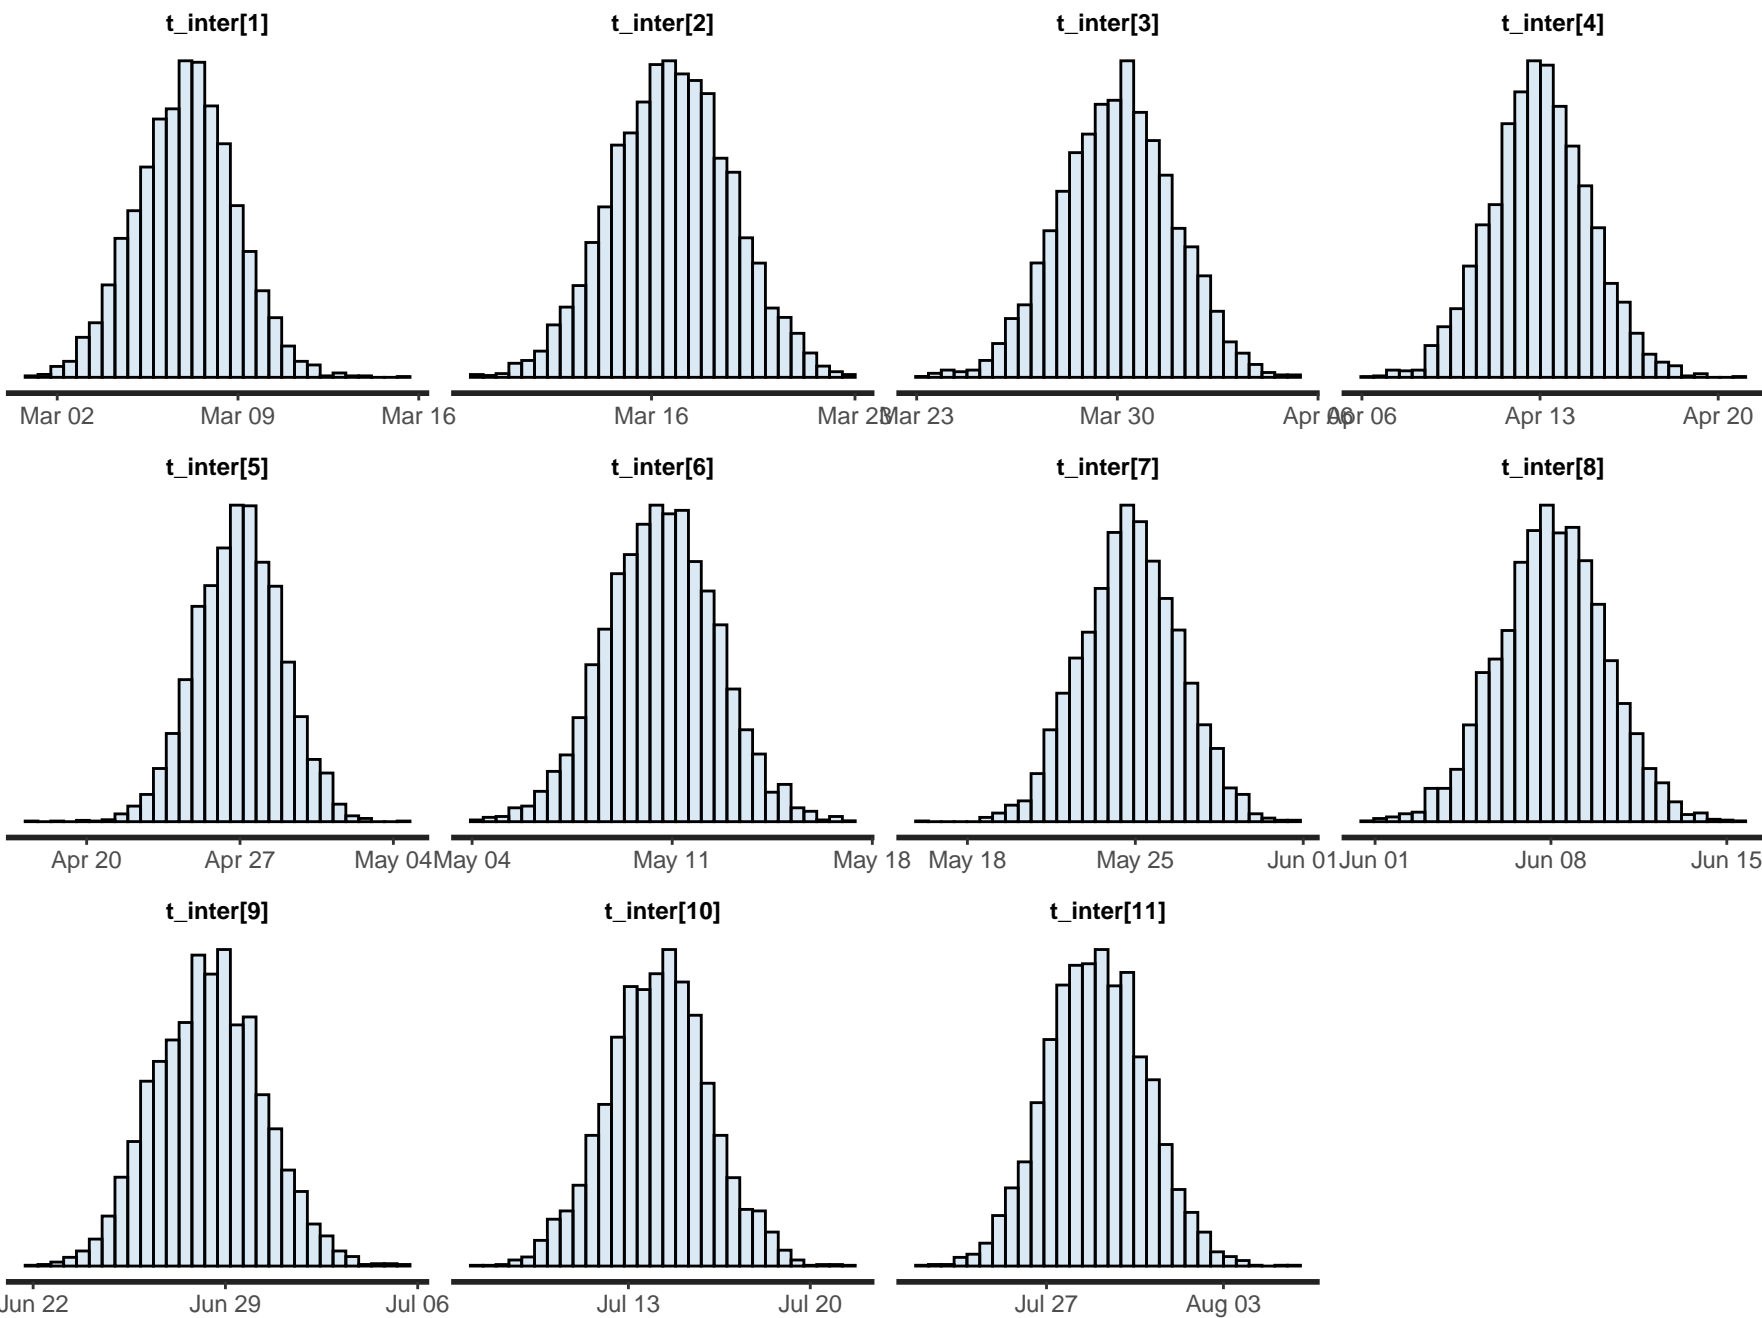 t_inter[1] t_inter[2] t_inter[3] t_inter[4]
Mar 02 Mar 09 Mar 16 Mar 16 Mar 23 Mar 23 Mar 30 Apr 06 Apr 06 Apr 13 Apr 20
t_inter[5] t_inter[6] t_inter[7] t_inter[8]
Apr 20 Apr 27 May 04 May 04 May 11 May 18 May 18 May 25 Jun 01 Jun 01 Jun 08 Jun 15
t_inter[9] t_inter[10] t_inter[11]
Jun 22 Jun 29 Jul 06 Jul 13 Jul 20 Jul 27 Aug 03